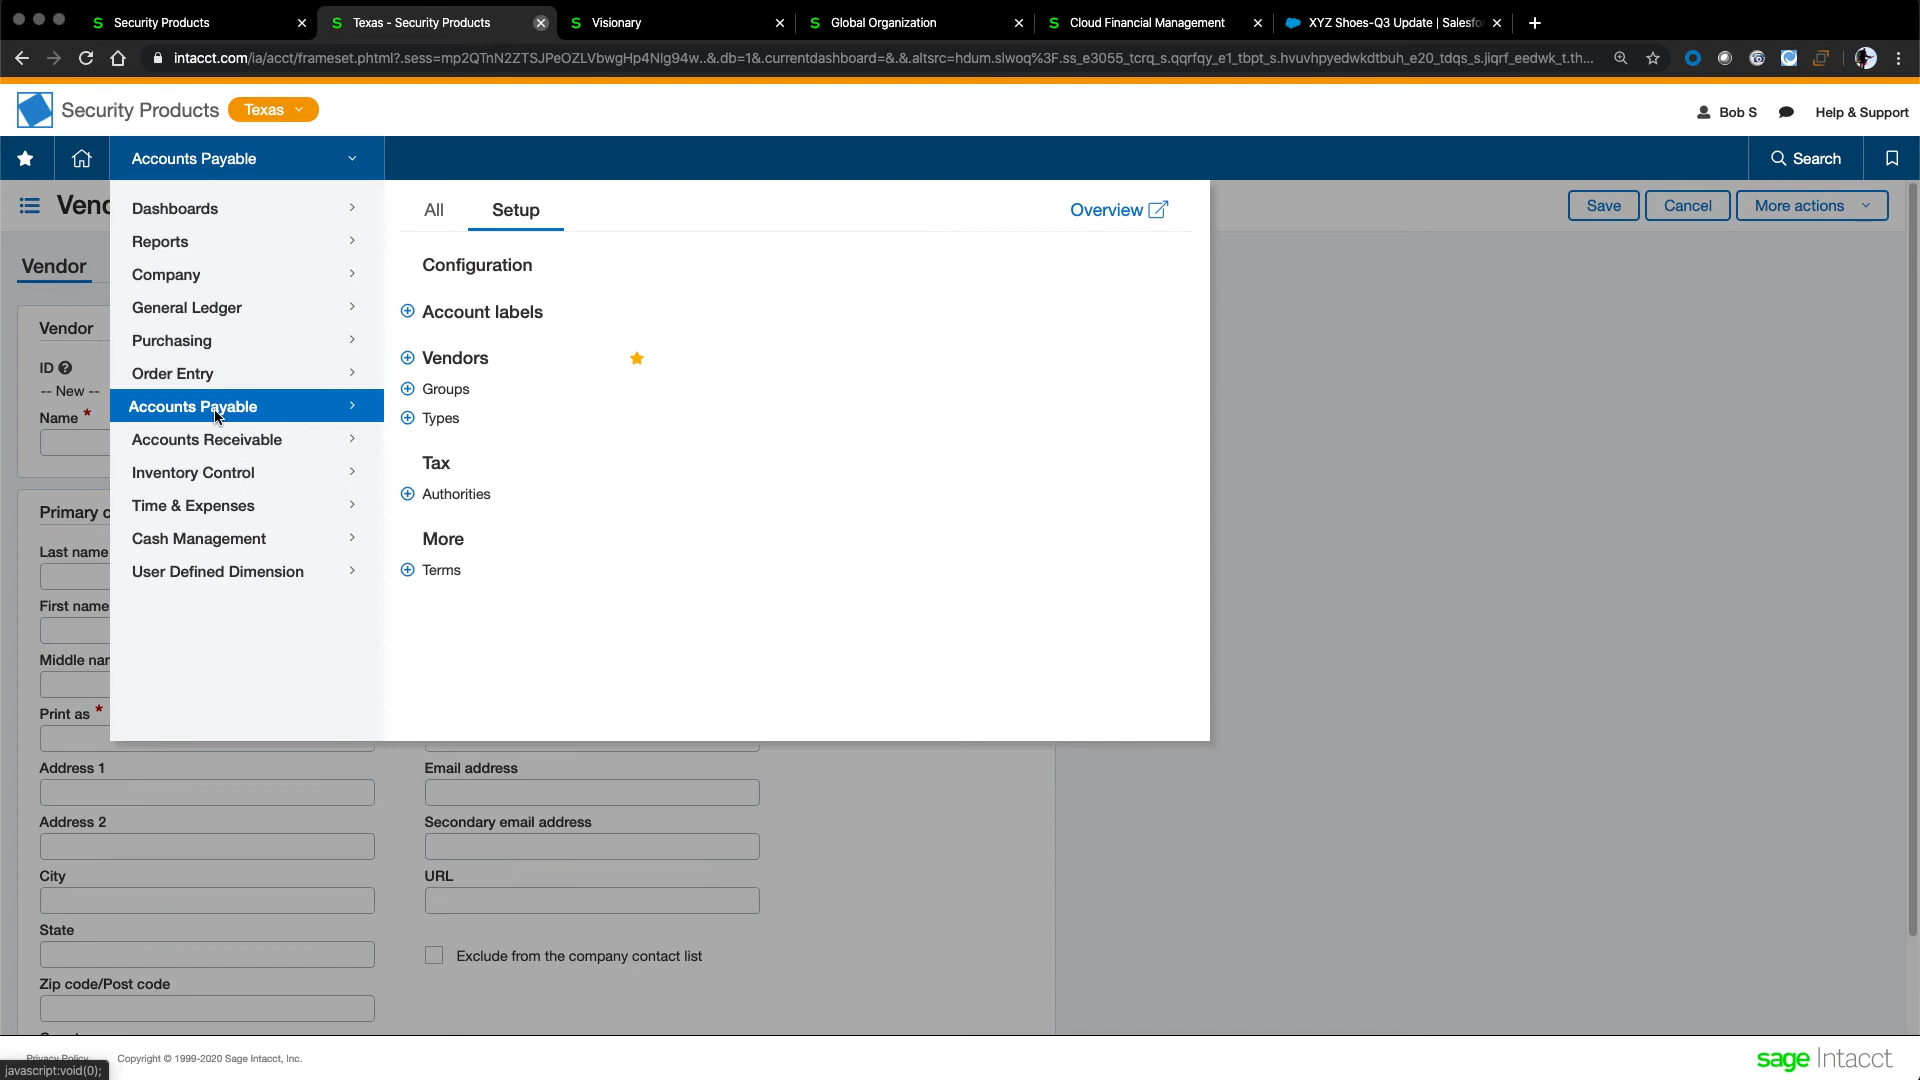 Security Products
Texas - Security Products
Visionary
Global Organization
Cloud Financial Management
XYZ Shoes-Q3 Update | Salesfo
intacct.com/ia/acct/frameset.phtml?.sess=mp2QTnN2ZTSJPeOZLVbwgHp4NIg94w..&.db=1&.currentdashboard=&.&.altsrc=hdum.slwoq%3F.ss_e3055_tcrq_s.qqrfqy_e1_tbpt_s.hvuvhpyedwkdtbuh_e20_tdqs_s.jiqrf_eedwk_t.th...
Security Products
Texas
Bob S
Help & Support
Accounts Payable
Search
Vend
Save
Cancel
More actions
Dashboards
Reports
Company
General Ledger
Purchasing
Order Entry
Accounts Payable
Accounts Receivable
Inventory Control
Time & Expenses
Cash Management
User Defined Dimension
All
Setup
Overview
Configuration
Account labels
Vendors
Groups
Types
Tax
Authorities
More
Terms
Vendor
Vendor
ID
-- New --
Name *
Primary c
Last name
First name
Middle nam
Print as *
Address 1
Address 2
City
State
Zip code/Post code
Email address
Secondary email address
URL
Exclude from the company contact list
Privacy Policy
Copyright © 1999-2020 Sage Intacct, Inc.
javascript:void(0);
sage Intacct